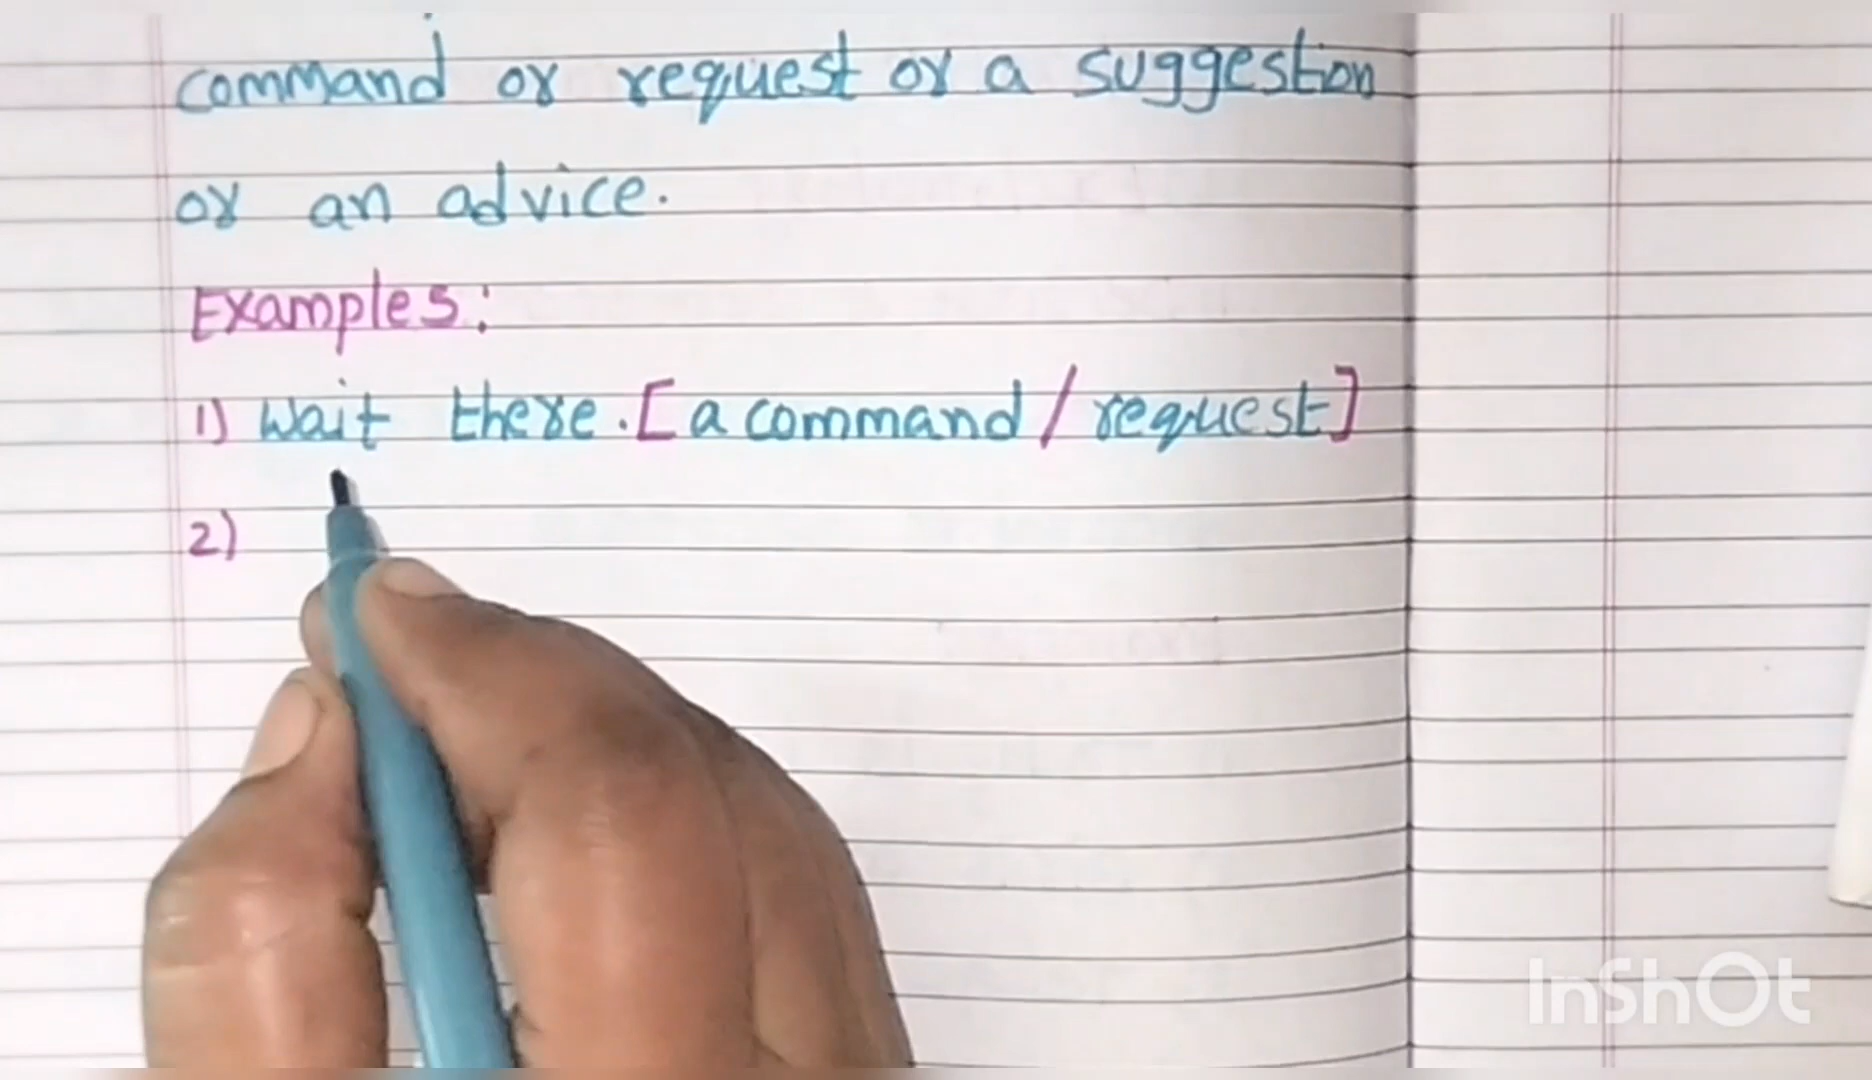 command or request or a suggestion
or an advice.
Examples:
1) Wait there. [a command / request]
2)
InShOt